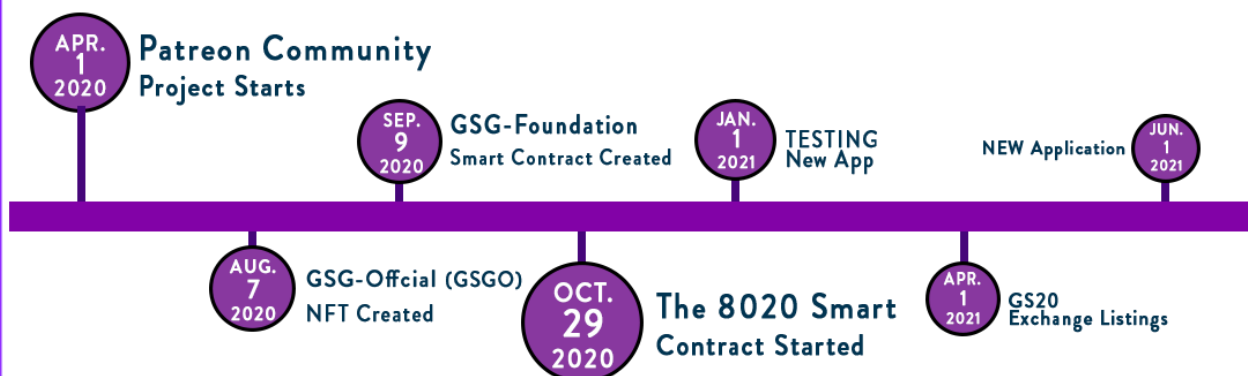 APR.
1
2020
Patreon Community
Project Starts
SEP.
9
2020
GSG-Foundation
Smart Contract Created
JAN.
1
2021
TESTING
New App
NEW Application
JUN.
1
2021
AUG.
7
2020
GSG-Offcial (GSGO)
NFT Created
OCT.
29
2020
The 8020 Smart
Contract Started
APR.
1
2021
GS20
Exchange Listings